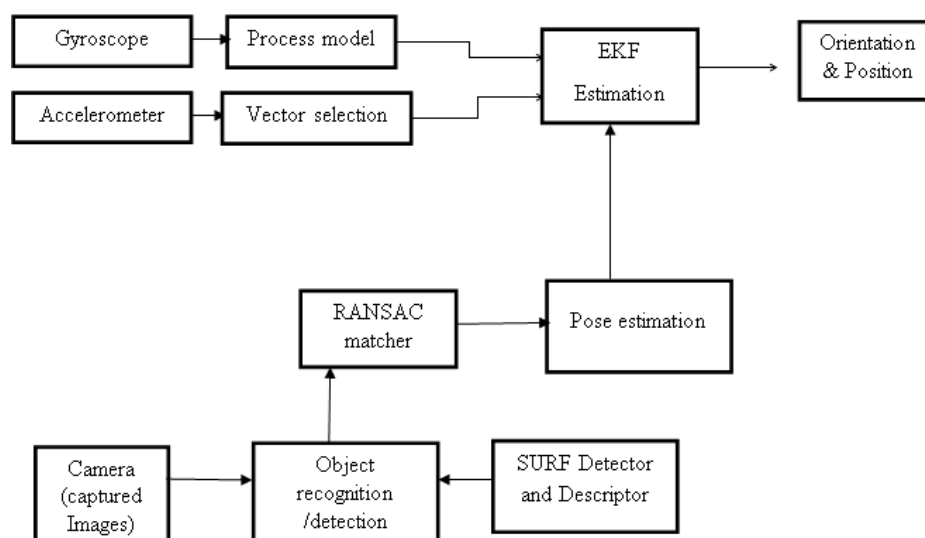 Gyroscope
Process model
EKF
Estimation
Orientation
& Position
Accelerometer
Vector selection
RANSAC
matcher
Pose estimation
Camera
(captured
Images)
Object
recognition
/detection
SURF Detector
and Descriptor